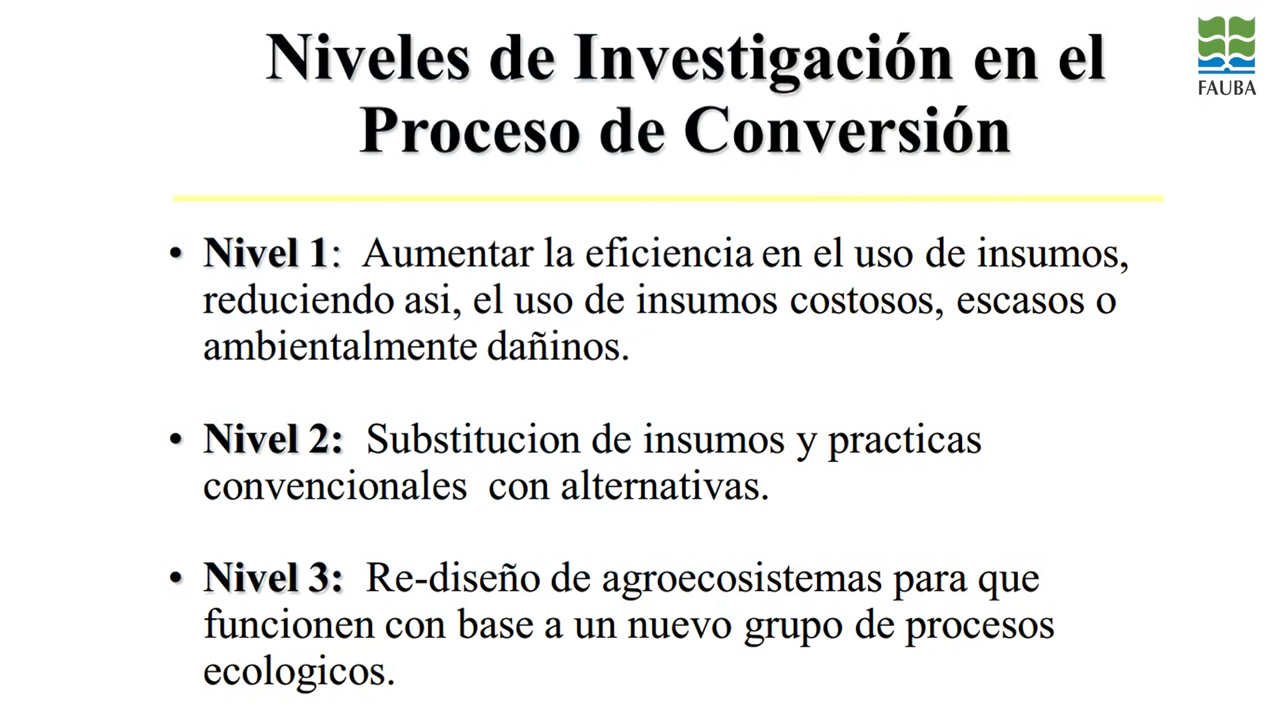 Niveles de Investigación en el
Proceso de Conversión
FAUBA
• Nivel 1:  Aumentar la eficiencia en el uso de insumos,
reduciendo asi, el uso de insumos costosos, escasos o
ambientalmente dañinos.
• Nivel 2:  Substitucion de insumos y practicas
convencionales  con alternativas.
• Nivel 3:  Re-diseño de agroecosistemas para que
funcionen con base a un nuevo grupo de procesos
ecologicos.